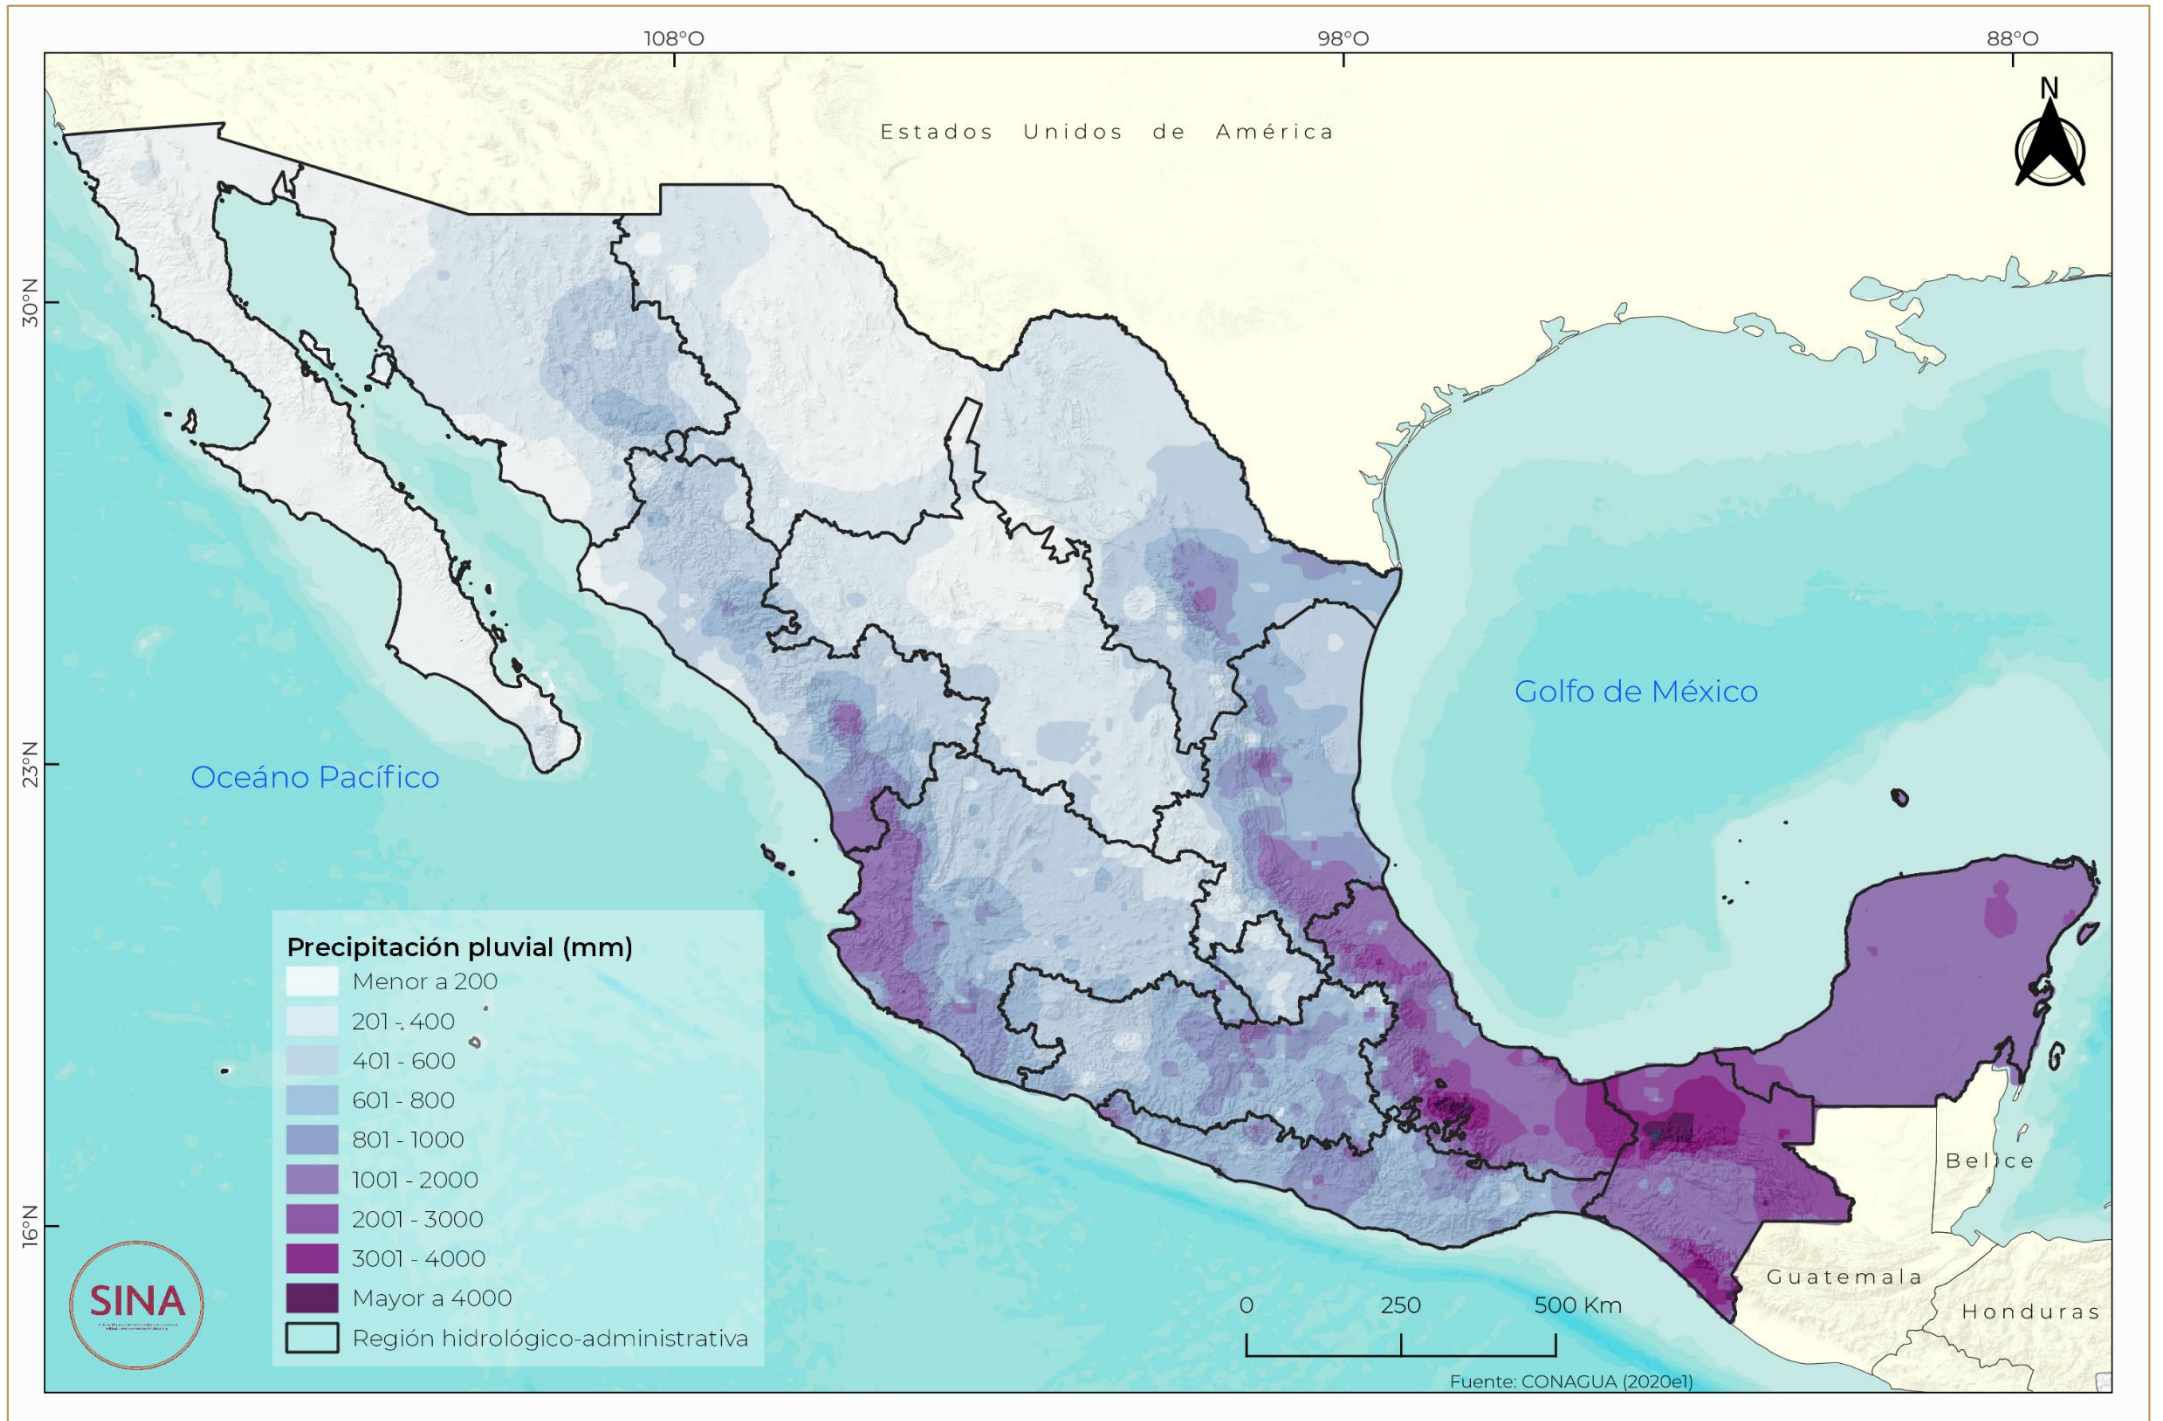 108°O
98°O
88°O
N
Estados Unidos de América
30°N
Golfo de México
23°N
Oceáno Pacífico
Precipitación pluvial (mm)
Menor a 200
201 - 400
401 - 600
601 - 800
801 - 1000
1001 - 2000
2001 - 3000
3001 - 4000
Mayor a 4000
Región hidrológico-administrativa
Belice
16°N
Guatemala
Honduras
SINA
0 250 500 Km
Fuente: CONAGUA (2020e1)